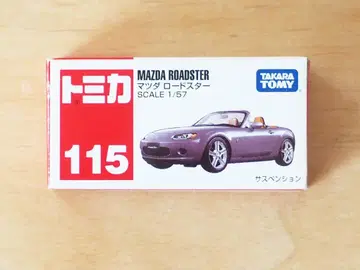 トミカ
115
MAZDA ROADSTER
マツダ ロードスター
SCALE 1/57
TAKARA
TOMY
サスペンション